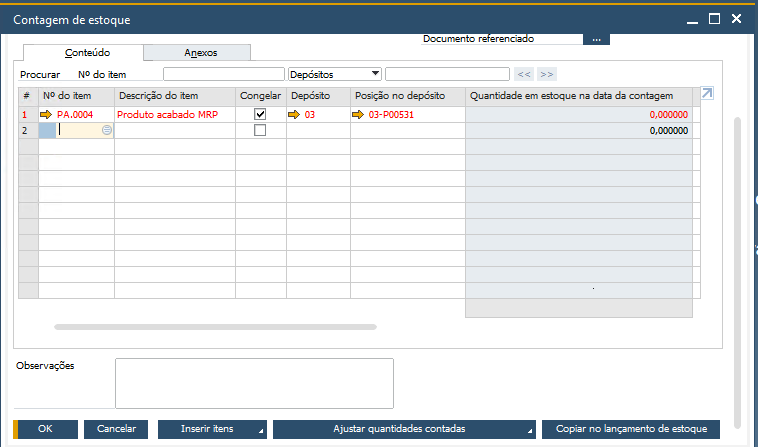 Contagem de estoque
Documento referenciado ...
Conteúdo Anexos
Procurar Nº do item Depósitos << >>
# Nº do item Descrição do item Congelar Depósito Posição no depósito Quantidade em estoque na data da contagem
1 PA.0004 Produto acabado MRP 03 03-P00531 0,000000
2 0,000000
Observações
OK Cancelar Inserir itens Ajustar quantidades contadas Copiar no lançamento de estoque